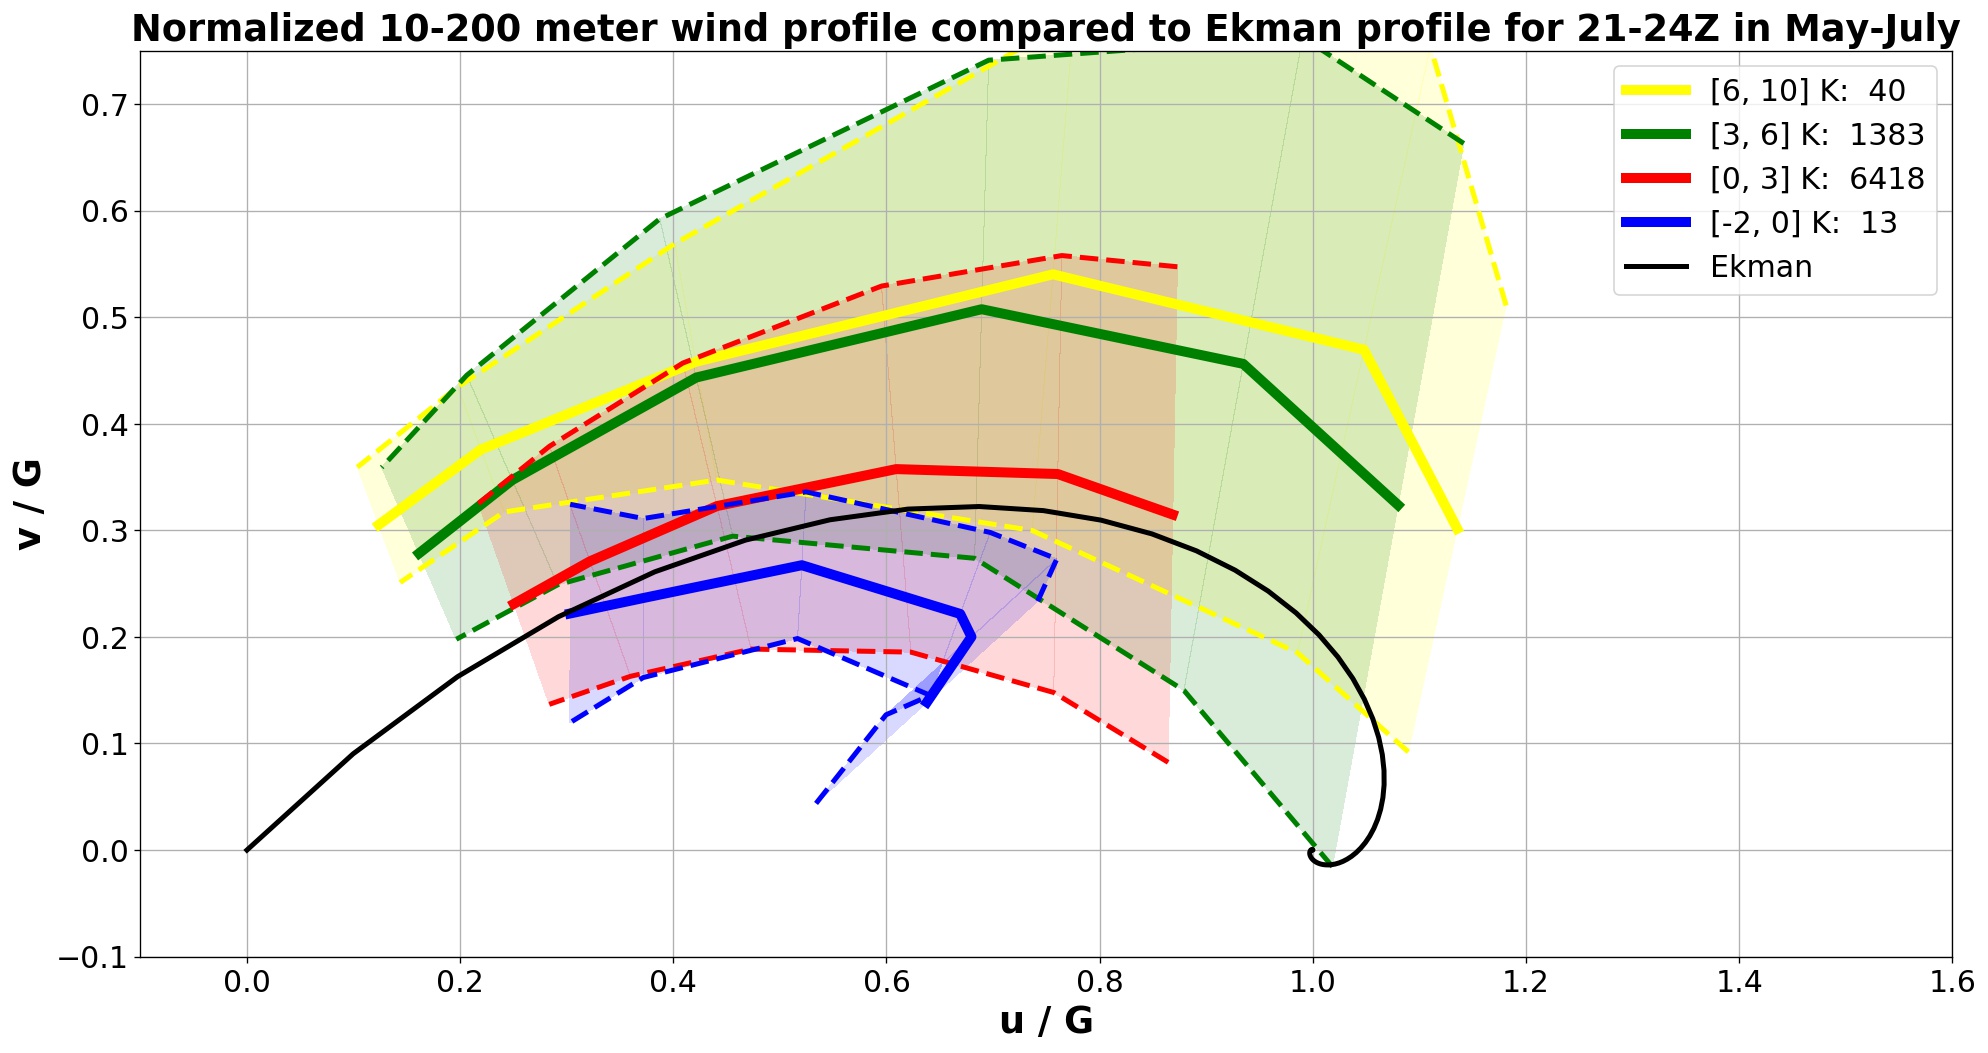 Normalized 10-200 meter wind profile compared to Ekman profile for 21-24Z in May-July
[6, 10] K:  40
[3, 6] K:  1383
[0, 3] K:  6418
[-2, 0] K:  13
Ekman
v / G
0.7
0.6
0.5
0.4
0.3
0.2
0.1
0.0
−0.1
0.0 0.2 0.4 0.6 0.8 1.0 1.2 1.4 1.6
u / G